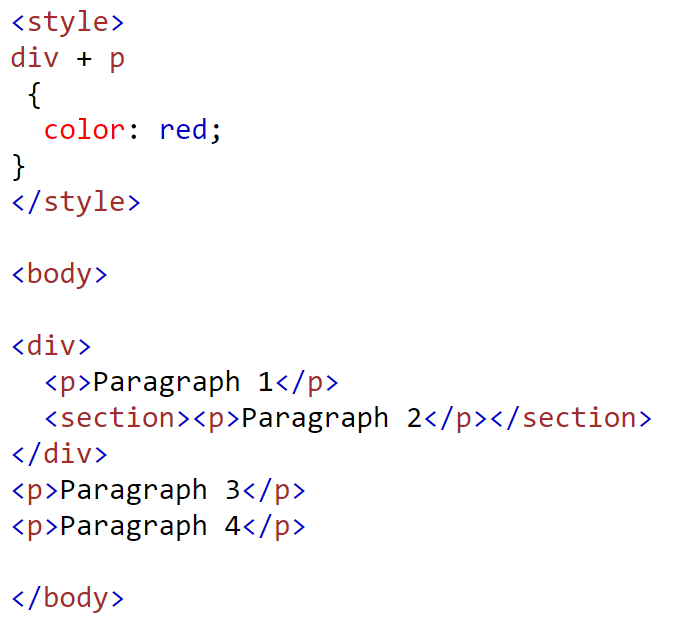 <style>
div + p
 {
  color: red;
}
</style>

<body>

<div>
  <p>Paragraph 1</p>
  <section><p>Paragraph 2</p></section>
</div>
<p>Paragraph 3</p>
<p>Paragraph 4</p>

</body>